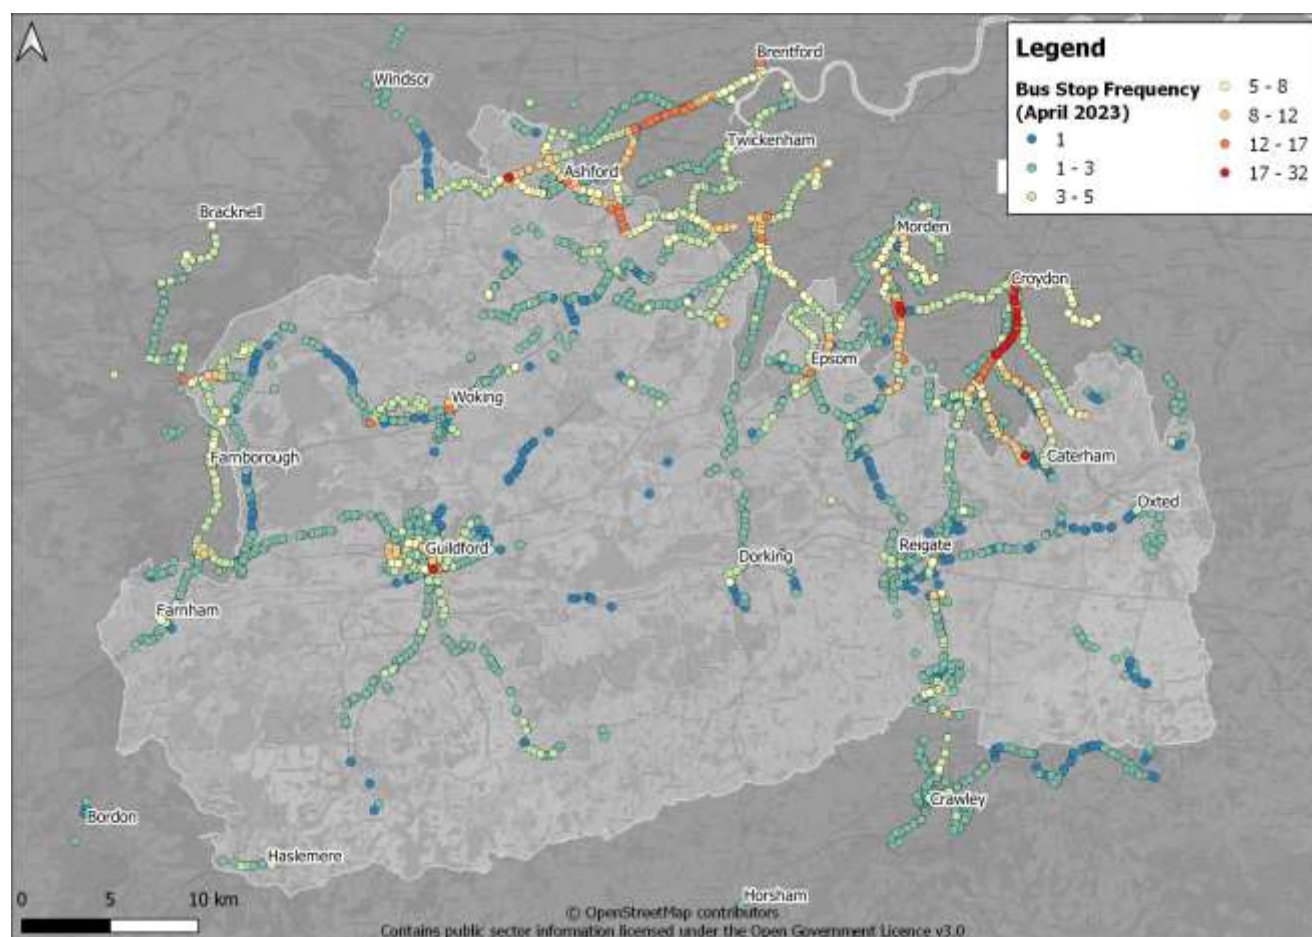 Legend
Bus Stop Frequency
(April 2023)
1
1 - 3
3 - 5
5 - 8
8 - 12
12 - 17
17 - 32
Brentford
Windsor
Twickenham
Ashford
Bracknell
Morden
Croydon
Epsom
Woking
Farnborough
Caterham
Oxted
Guildford
Dorking
Reigate
Farnham
Crawley
Bordon
Haslemere
Horsham
0 5 10 km
© OpenStreetMap contributors
Contains public sector information licensed under the Open Government Licence v3.0